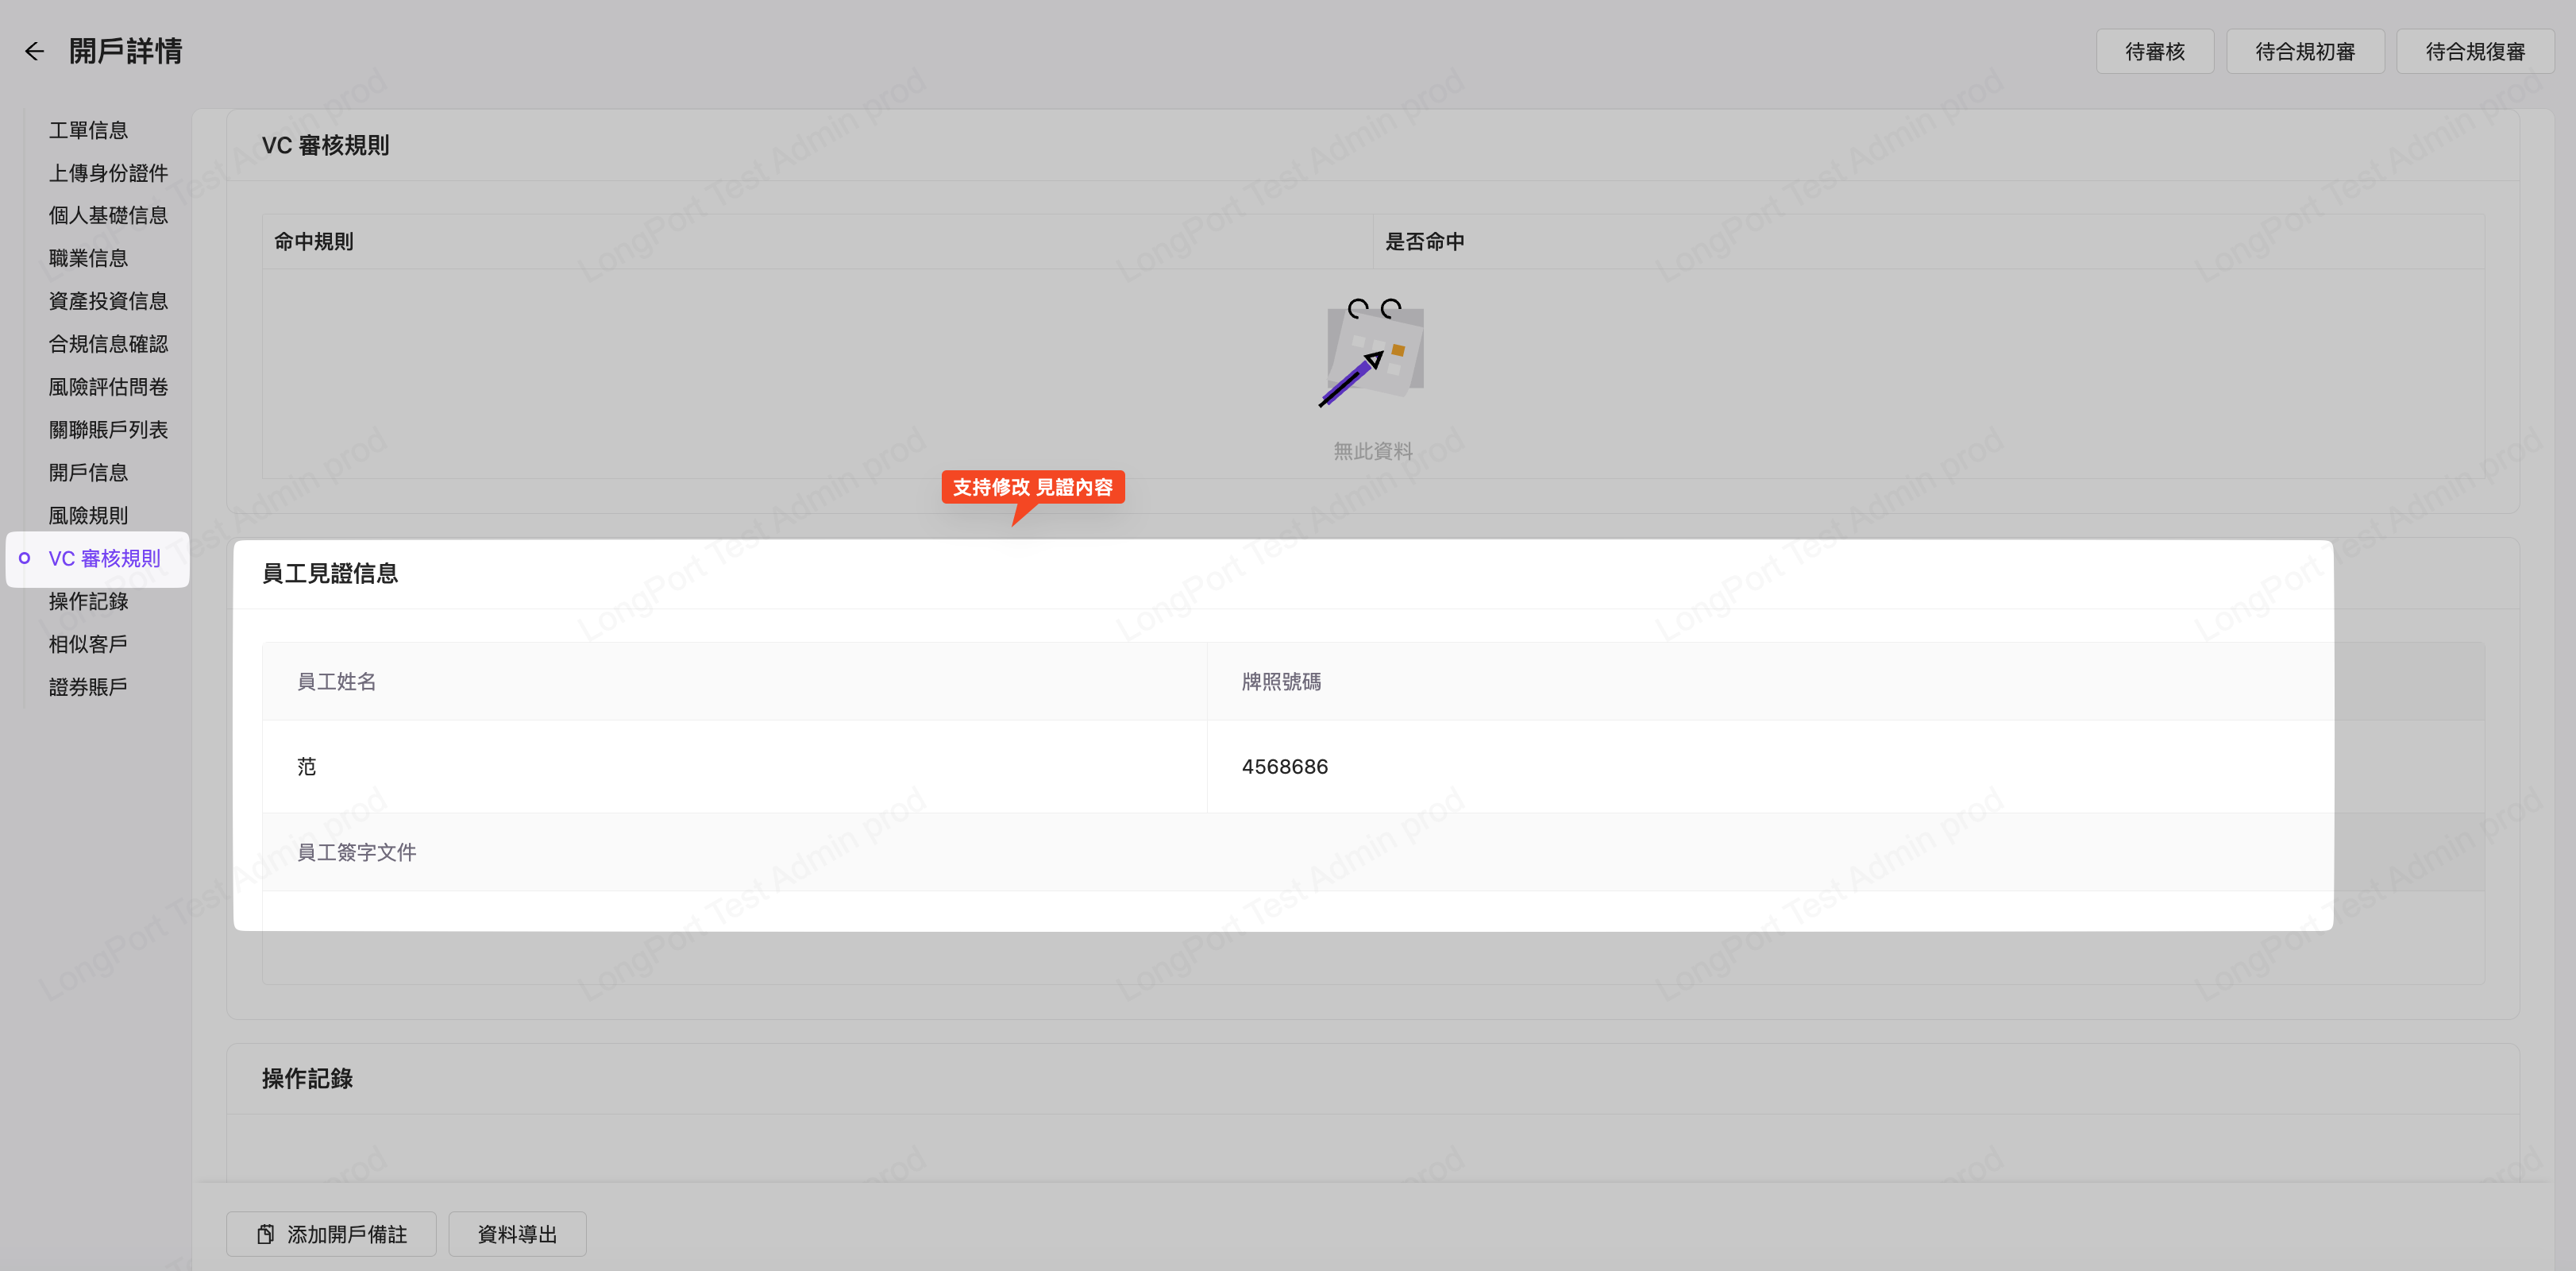 開戶詳情
待審核
待合規初審
待合規復審
工單信息
上傳身份證件
個人基礎信息
職業信息
資產投資信息
合規信息確認
風險評估問卷
關聯賬戶列表
開戶信息
風險規則
VC 審核規則
操作記錄
相似客戶
證券賬戶
VC 審核規則
命中規則
是否命中
無此資料
支持修改 見證內容
員工見證信息
員工姓名
牌照號碼
范
4568686
員工簽字文件
操作記錄
添加開戶備註
資料導出
LongPort Test Admin prod